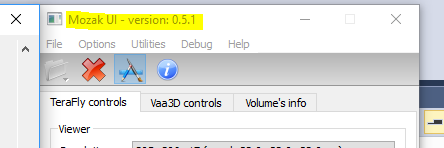 Mozak UI - version: 0.5.1
File Options Utilities Debug Help
TeraFly controls Vaa3D controls Volume's info
Viewer